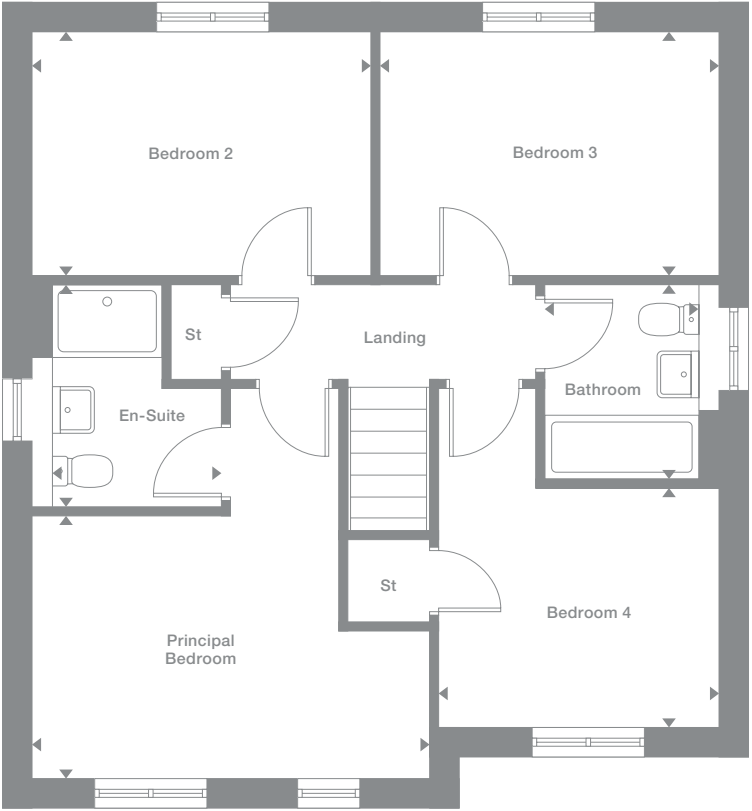 Bedroom 2
Bedroom 3
St
Landing
Bathroom
En-Suite
St
Bedroom 4
Principal
Bedroom